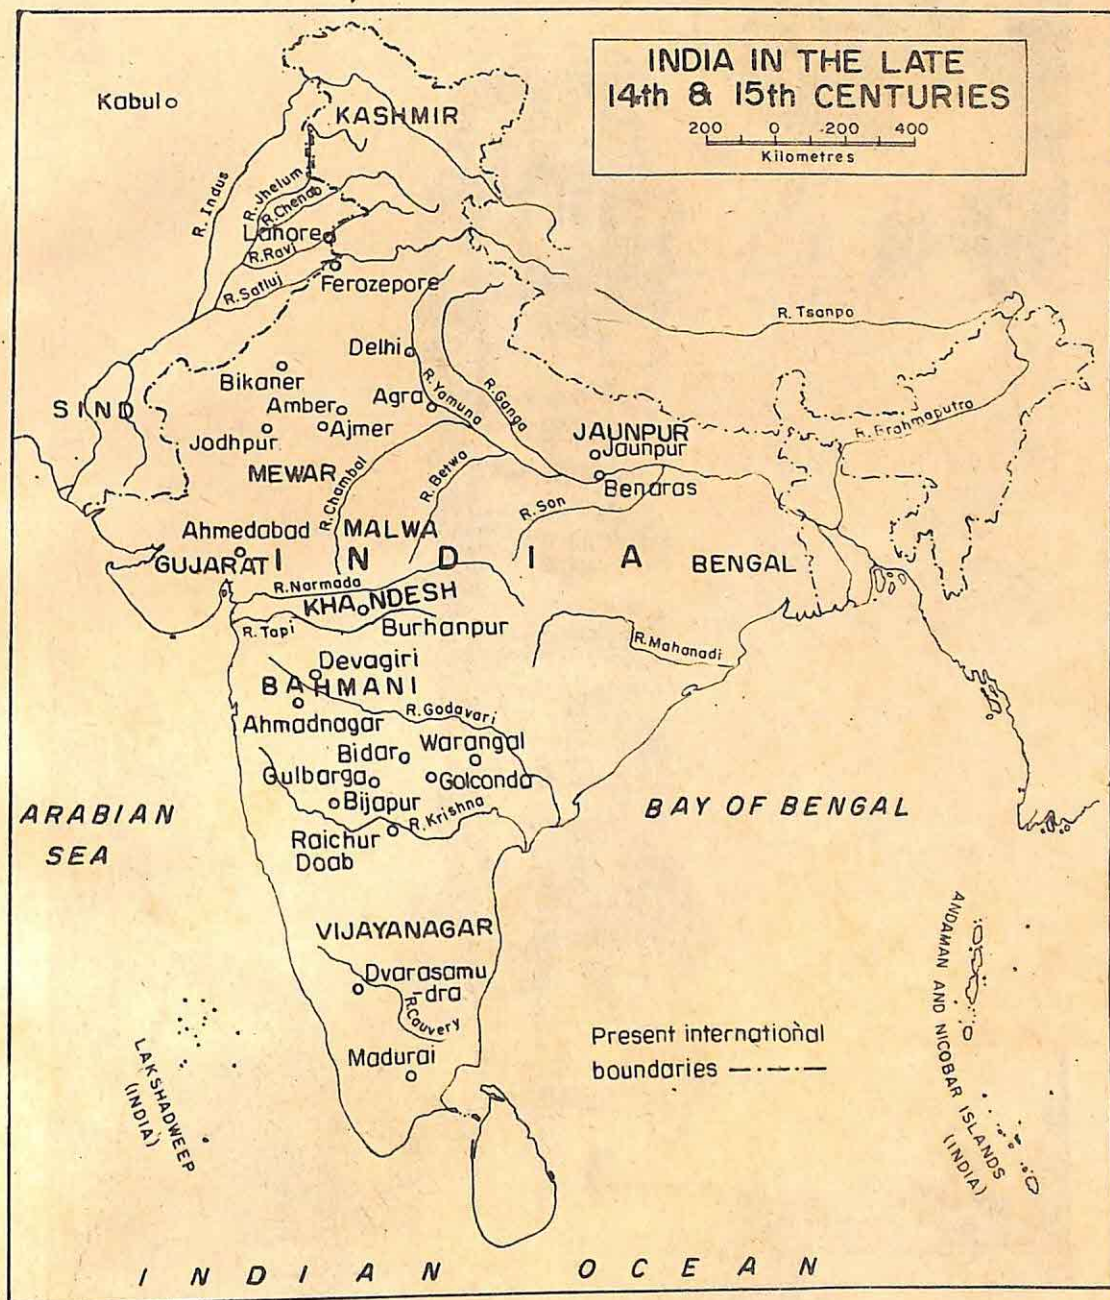 INDIA IN THE LATE
14th & 15th CENTURIES
200 0 200 400
Kilometres
Kabul
KASHMIR
R. Indus
R. Jhelum
R. Chenab
Lahore
R. Ravi
R. Satluj
Ferozepore
R. Tsanpo
Delhi
Bikaner
Amber
Agra
R. Yamuna
R. Ganga
SIND
R. Brahmaputra
Ajmer
Jodhpur
JAUNPUR
Jaunpur
MEWAR
R. Chambal
R. Betwa
Benaras
R. Son
Ahmedabad
MALWA
GUJARAT
INDIA
BENGAL
R. Narmada
KHANDESH
R. Tapi
Burhanpur
R. Mahanadi
Devagiri
BAHMANI
R. Godavari
Ahmadnagar
Bidar
Warangal
Gulbarga
Golconda
Bijapur
R. Krishna
ARABIAN
SEA
BAY OF BENGAL
Raichur
Doab
VIJAYANAGAR
Dvarasamu
-dra
R. Cauvery
Madurai
Present international
boundaries
LAKSHADWEEP
(INDIA)
ANDAMAN AND NICOBAR ISLANDS
(INDIA)
INDIAN OCEAN